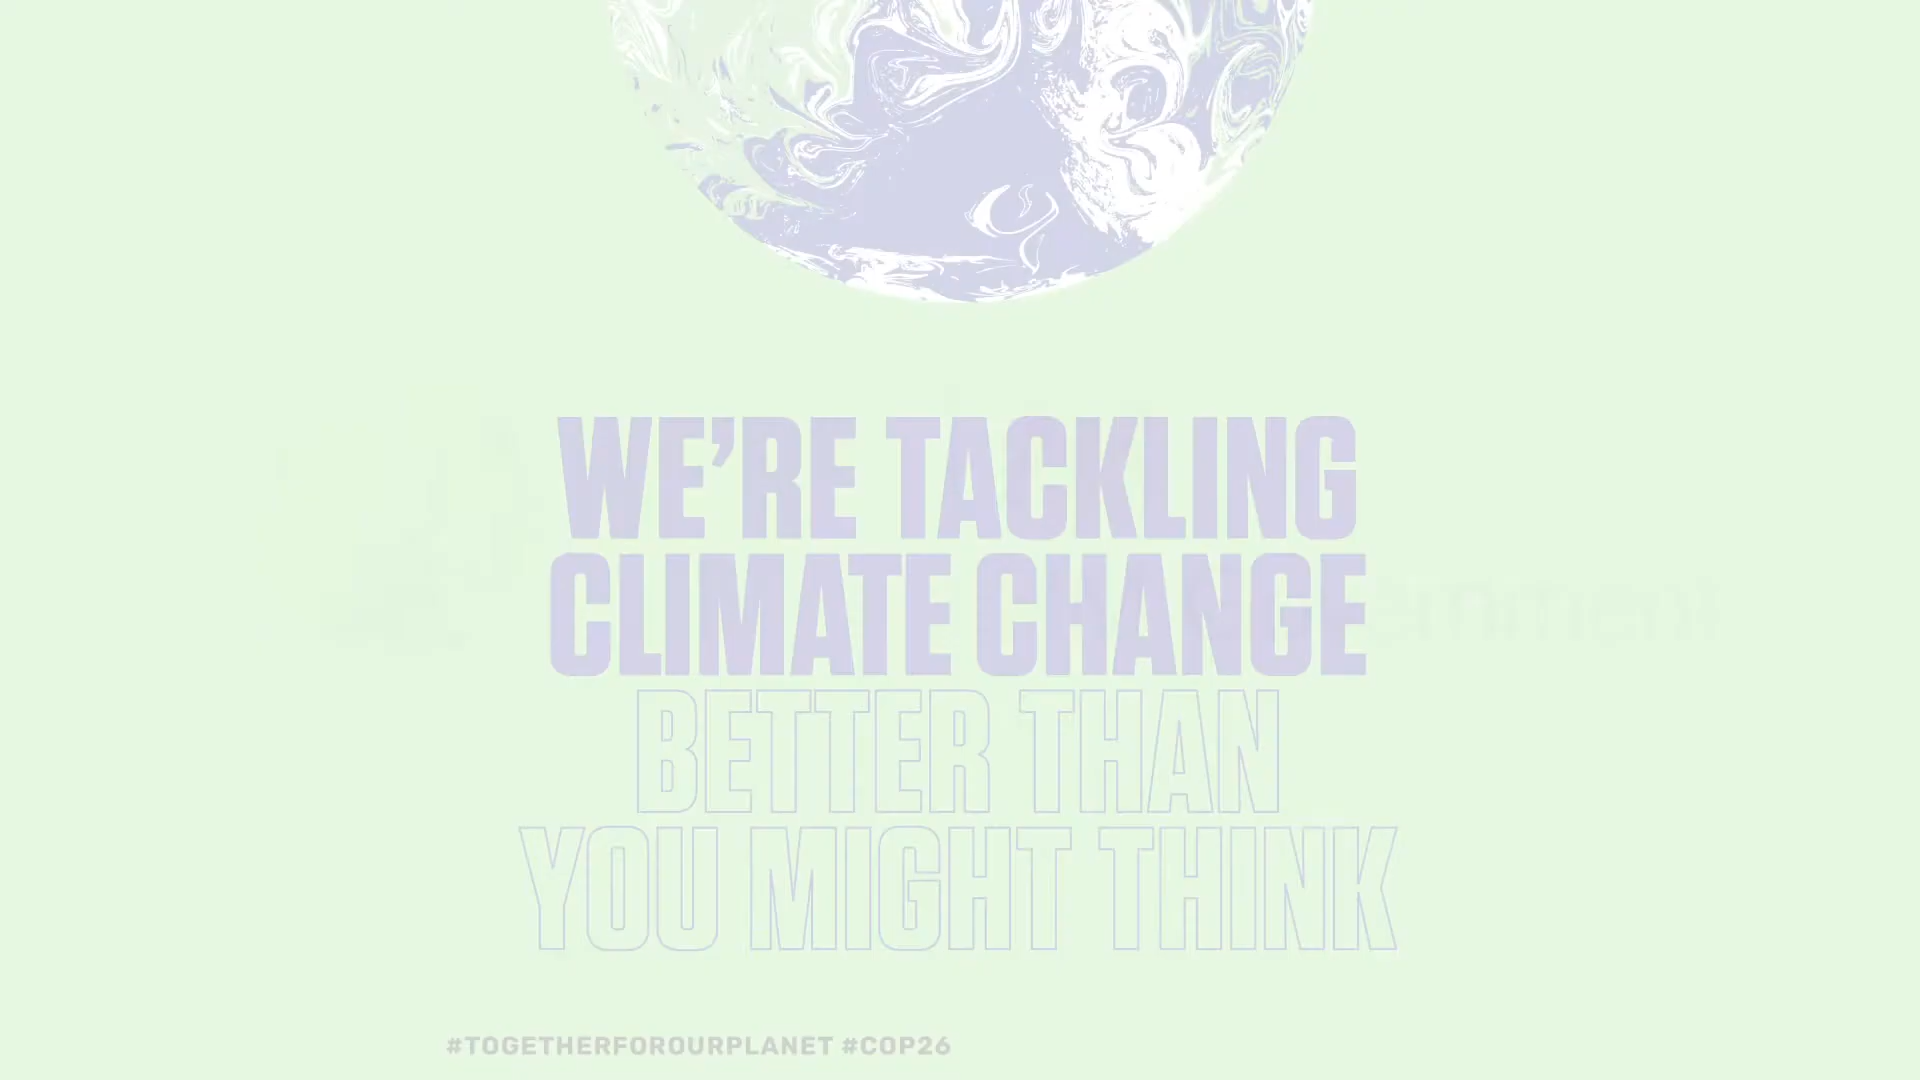 WE'RE TACKLING
CLIMATE CHANGE
BETTER THAN
YOU MIGHT THINK
#TOGETHERFOROURPLANET #COP26